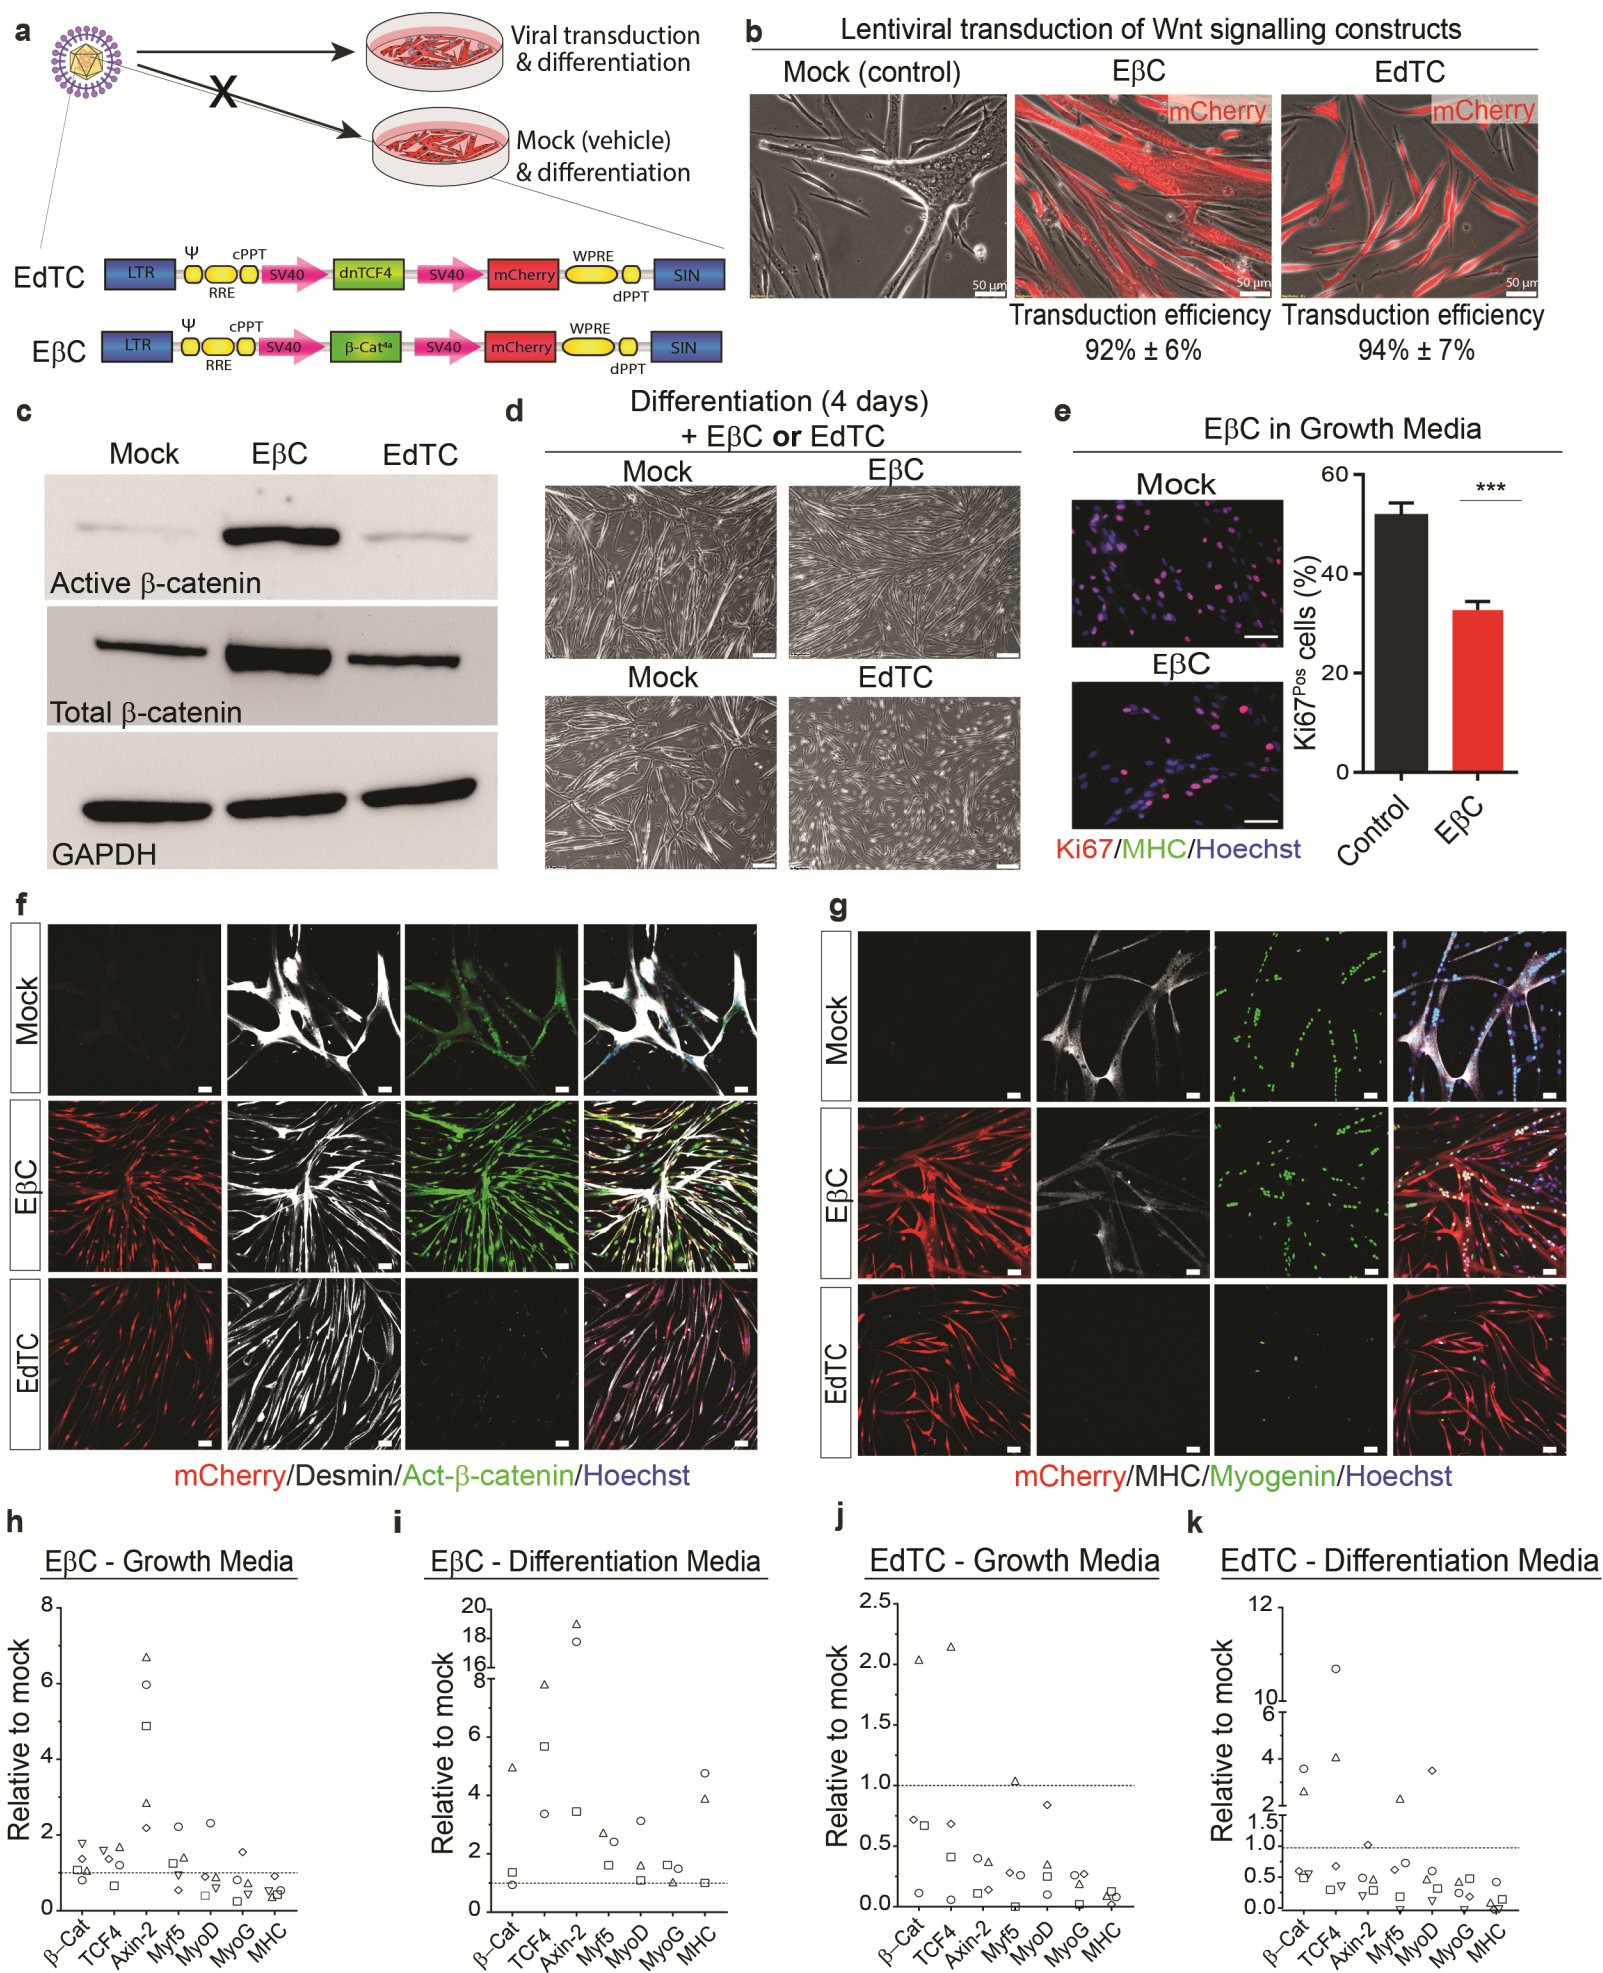 a
Viral transduction
& differentiation
X
Mock (vehicle)
& differentiation
EdTC
LTR
Ψ
RRE
cPPT
SV40
dnTCF4
SV40
mCherry
WPRE
dPPT
SIN
EβC
LTR
Ψ
RRE
cPPT
SV40
β-Cat4a
SV40
mCherry
WPRE
dPPT
SIN
b
Lentiviral transduction of Wnt signalling constructs
Mock (control)
EβC
EdTC
mCherry
mCherry
50 µm
50 µm
50 µm
Transduction efficiency
92% ± 6%
Transduction efficiency
94% ± 7%
c
Mock
EβC
EdTC
Active β-catenin
Total β-catenin
GAPDH
d
Differentiation (4 days)
+ EβC or EdTC
Mock
EβC
Mock
EdTC
e
EβC in Growth Media
Mock
EβC
Ki67/MHC/Hoechst
Ki67Pos cells (%)
60
40
20
0
***
Control
EβC
f
Mock
EβC
EdTC
mCherry/Desmin/Act-β-catenin/Hoechst
g
Mock
EβC
EdTC
mCherry/MHC/Myogenin/Hoechst
h
EβC - Growth Media
Relative to mock
8
6
4
2
0
β–Cat
TCF4
Axin-2
Myf5
MyoD
MyoG
MHC
i
EβC - Differentiation Media
Relative to mock
20
18
16
8
6
4
2
0
β–Cat
TCF4
Axin-2
Myf5
MyoD
MyoG
MHC
j
EdTC - Growth Media
Relative to mock
2.5
2.0
1.5
1.0
0.5
0.0
β–Cat
TCF4
Axin-2
Myf5
MyoD
MyoG
MHC
k
EdTC - Differentiation Media
Relative to mock
12
10
6
4
2
1.5
1.0
0.5
0.0
β–Cat
TCF4
Axin-2
Myf5
MyoD
MyoG
MHC